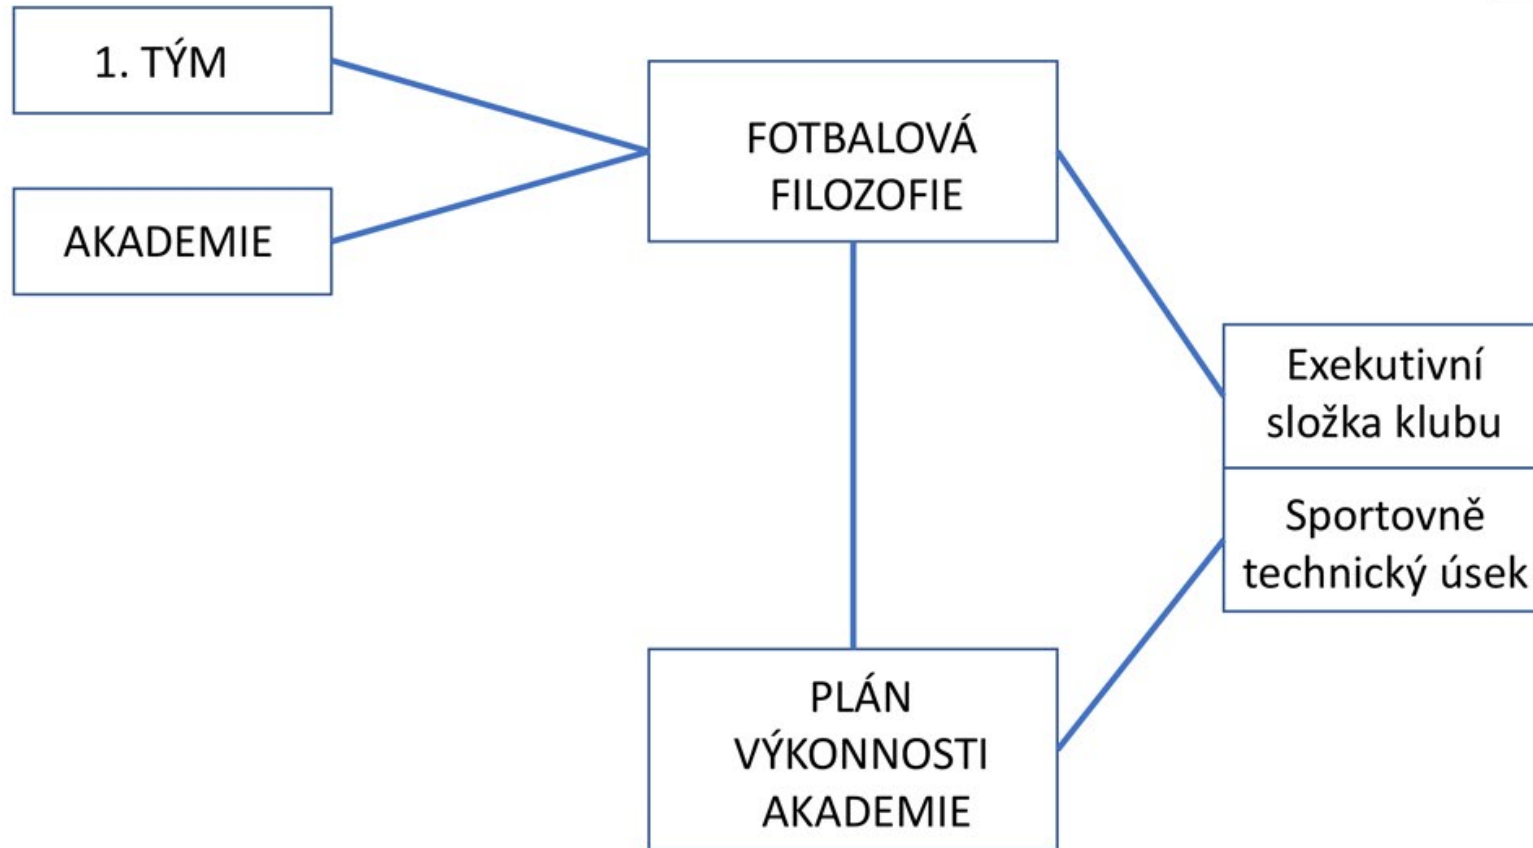 1. TÝM
AKADEMIE
FOTBALOVÁ
FILOZOFIE
Exekutivní
složka klubu
Sportovně
technický úsek
PLÁN
VÝKONNOSTI
AKADEMIE